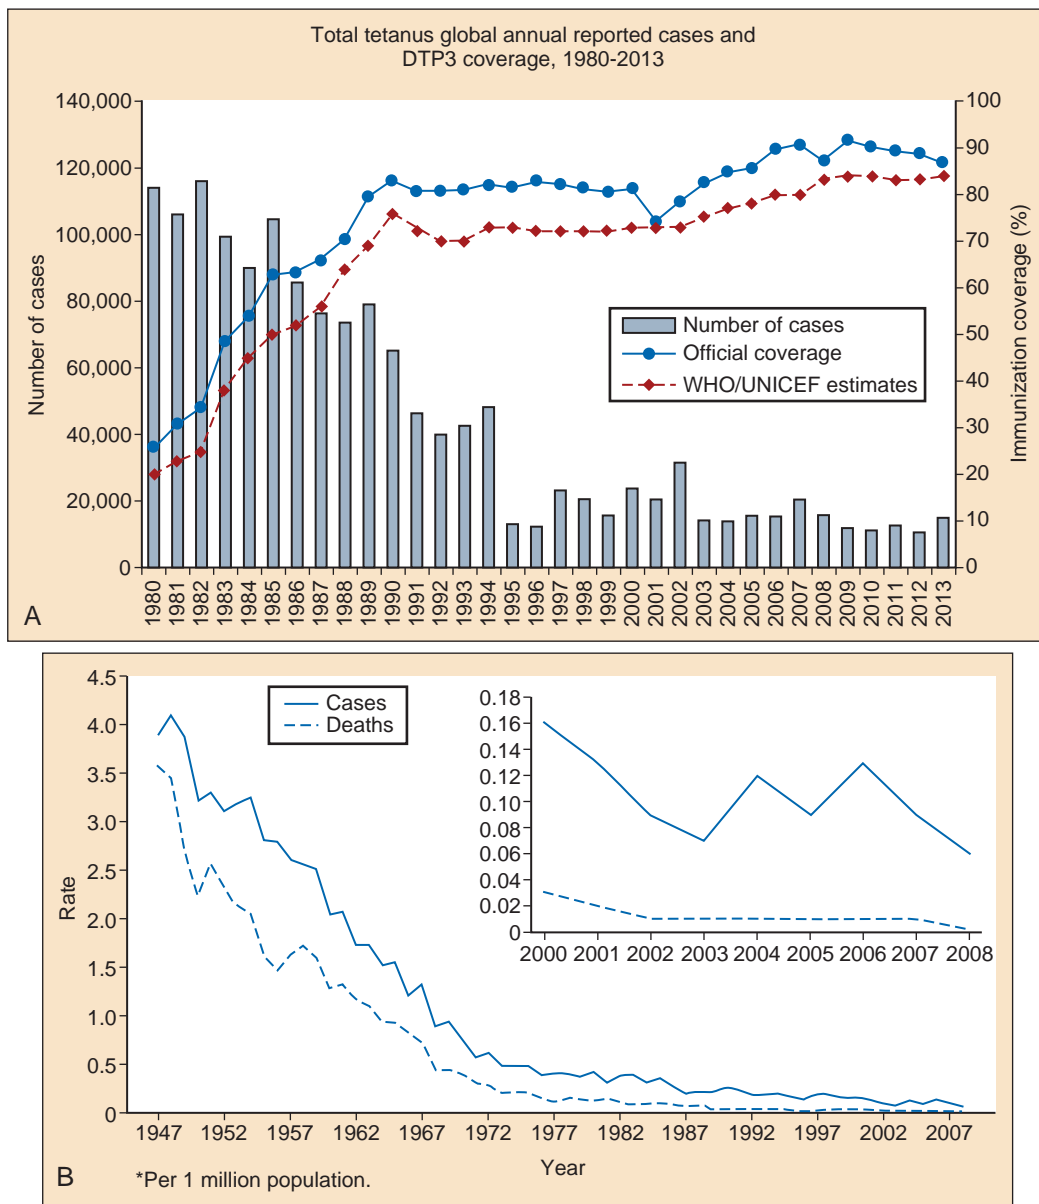 Total tetanus global annual reported cases and
DTP3 coverage, 1980-2013
Number of cases
140,000
120,000
100,000
80,000
60,000
40,000
20,000
0
100
90
80
70
60
50
40
30
20
10
0
Immunization coverage (%)
Number of cases
Official coverage
WHO/UNICEF estimates
1980 1981 1982 1983 1984 1985 1986 1987 1988 1989 1990 1991 1992 1993 1994 1995 1996 1997 1998 1999 2000 2001 2002 2003 2004 2005 2006 2007 2008 2009 2010 2011 2012 2013
A
Rate
4.5
4.0
3.5
3.0
2.5
2.0
1.5
1.0
0.5
0
Cases
Deaths
0.18
0.16
0.14
0.12
0.10
0.08
0.06
0.04
0.02
0
2000 2001 2002 2003 2004 2005 2006 2007 2008
1947 1952 1957 1962 1967 1972 1977 1982 1987 1992 1997 2002 2007
Year
B
*Per 1 million population.